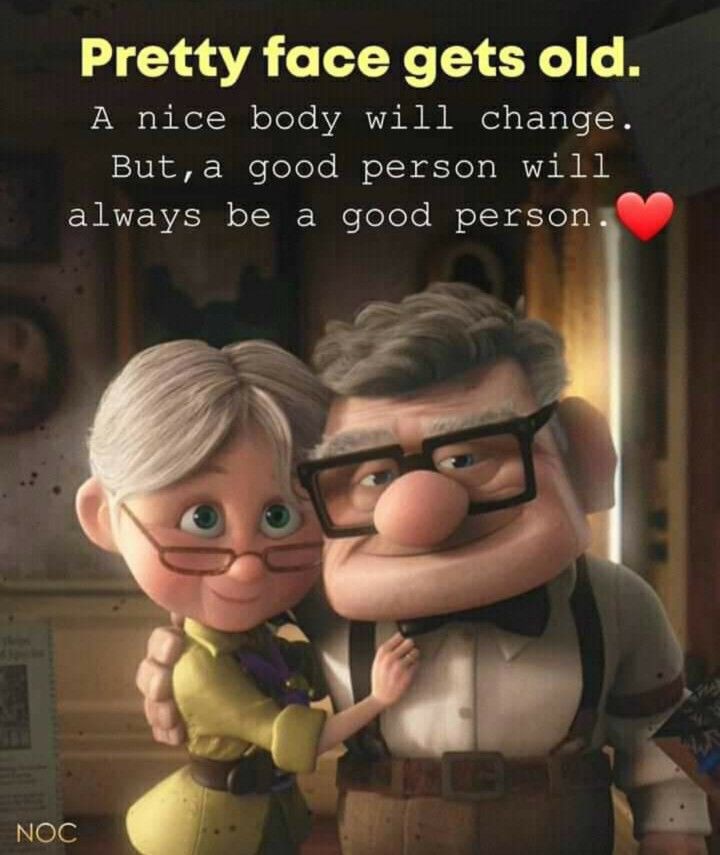 Pretty face gets old.
A nice body will change.
But,a good person will
always be a good person.❤️
NOC